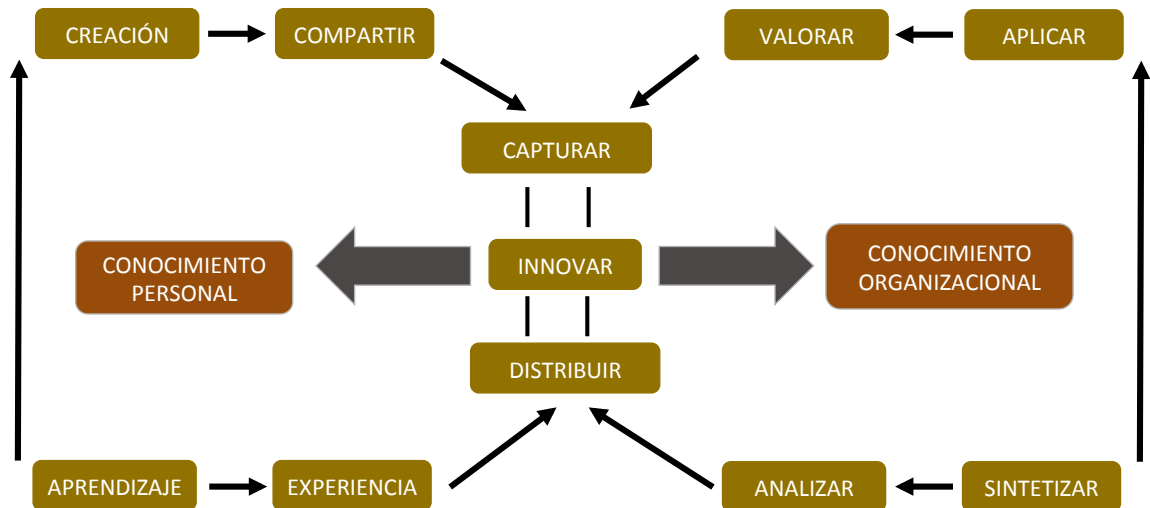 CREACIÓN
COMPARTIR
VALORAR
APLICAR
CAPTURAR
CONOCIMIENTO
PERSONAL
INNOVAR
CONOCIMIENTO
ORGANIZACIONAL
DISTRIBUIR
APRENDIZAJE
EXPERIENCIA
ANALIZAR
SINTETIZAR